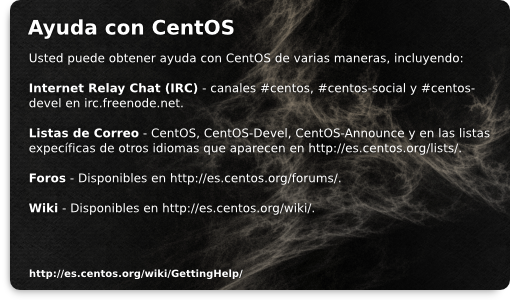 Ayuda con CentOS
Usted puede obtener ayuda con CentOS de varias maneras, incluyendo:
Internet Relay Chat (IRC) - canales #centos, #centos-social y #centos-
devel en irc.freenode.net.
Listas de Correo - CentOS, CentOS-Devel, CentOS-Announce y en las listas
expecíficas de otros idiomas que aparecen en http://es.centos.org/lists/.
Foros - Disponibles en http://es.centos.org/forums/.
Wiki - Disponibles en http://es.centos.org/wiki/.
http://es.centos.org/wiki/GettingHelp/